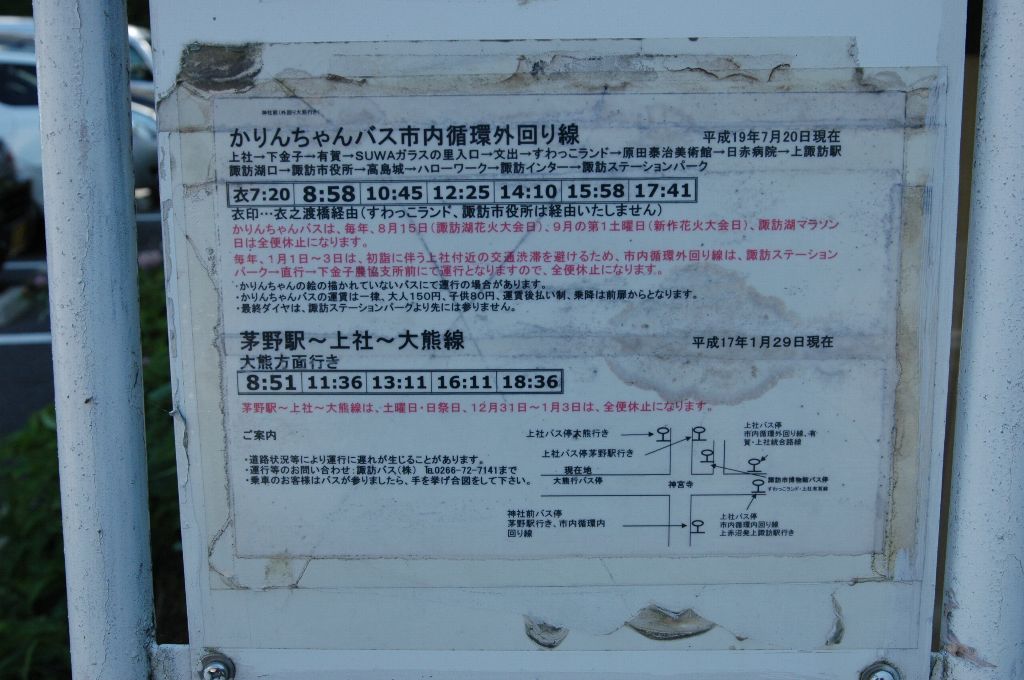 神社前(外回り大熊行き)
かりんちゃんバス市内循環外回り線
平成19年7月20日現在
上社→下金子→有賀→SUWAガラスの里入口→文出→すわっこランド→原田泰治美術館→日赤病院→上諏訪駅
諏訪湖口→諏訪市役所→高島城→ハローワーク→諏訪インター→諏訪ステーションパーク
衣7:20 8:58 10:45 12:25 14:10 15:58 17:41
衣印…衣之渡橋経由(すわっこランド、諏訪市役所は経由いたしません)
かりんちゃんバスは、毎年、8月15日(諏訪湖花火大会日)、9月の第1土曜日(新作花火大会日)、諏訪湖マラソン
日は全便休止になります。
毎年、1月1日~3日は、初詣に伴う上社付近の交通渋滞を避けるため、市内循環外回り線は、諏訪ステーション
パーク→直行→下金子農協支所前にて運行となりますので、全便休止になります。
・かりんちゃんの絵の描かれていないバスにて運行の場合があります。
・かりんちゃんバスの運賃は一律、大人150円、子供80円、運賃後払い制、乗降は前扉からとなります。
・最終ダイヤは、諏訪ステーションパークより先には参りません。
茅野駅~上社~大熊線
平成17年1月29日現在
大熊方面行き
8:51 11:36 13:11 16:11 18:36
茅野駅~上社~大熊線は、土曜日・日祭日、12月31日~1月3日は、全便休止になります。
ご案内
・道路状況等により運行に遅れが生じることがあります。
・運行等のお問い合わせ:諏訪バス(株) ℡0266-72-7141まで
・乗車のお客様はバスが参りましたら、手を挙げ合図をして下さい。
上社バス停大熊行き
上社バス停茅野駅行き
現在地
大熊行バス停
神宮寺
上社バス停
市内循環外回り線、有
賀・上社統合路線
諏訪市博物館バス停
すわっこランド・上社有賀線
神社前バス停
茅野駅行き、市内循環内
回り線
上社バス停
市内循環内回り線
上赤沼発上諏訪駅行き